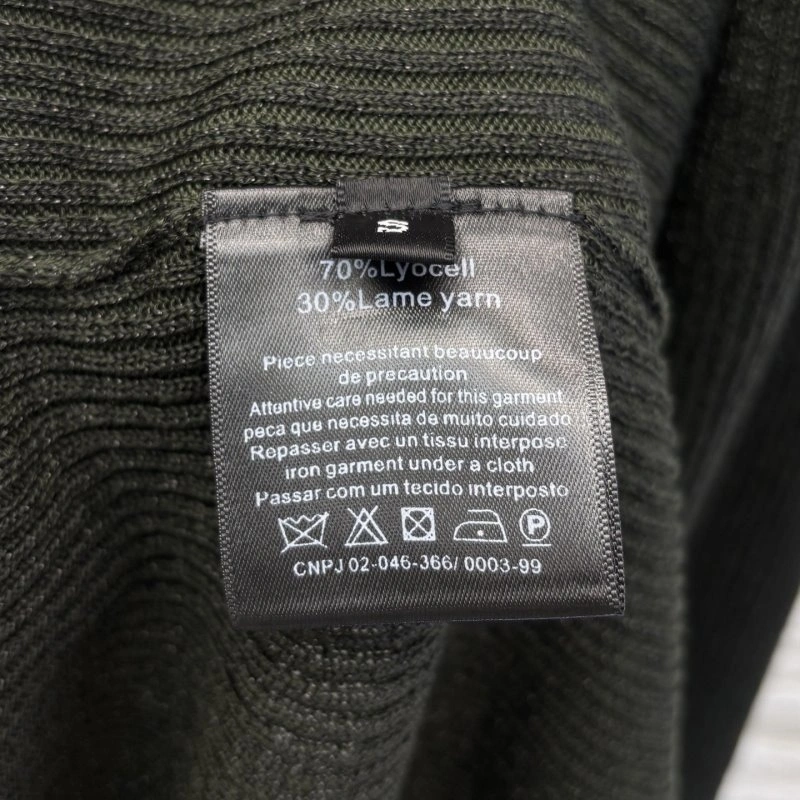 S
70%Lyocell
30%Lame yarn
Piece necessitant beauucoup
de precaution
Attentive care needed for this garment
peca que necessita de muito cuidado
Repasser avec un tissu interpose
iron garment under a cloth
Passar com um tecido interposto
P
CNPJ 02-046-366/ 0003-99